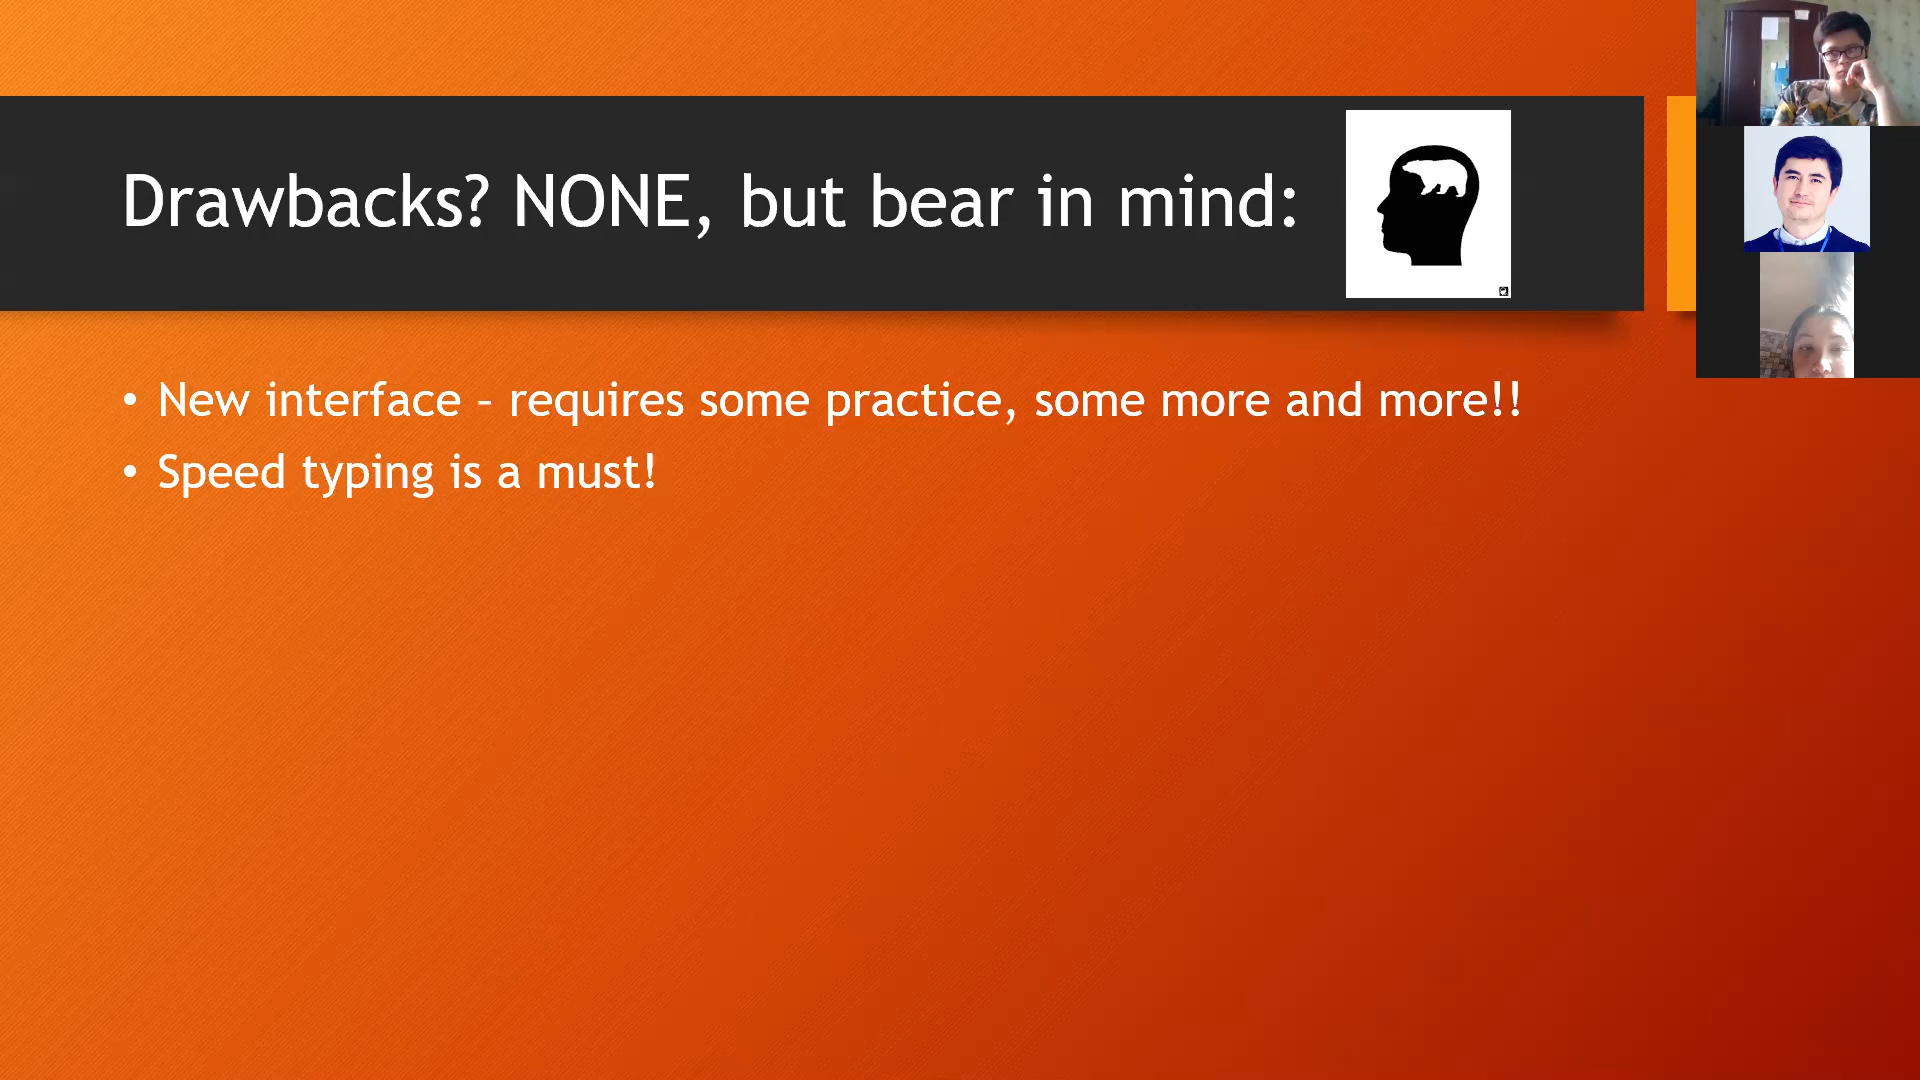 Drawbacks? NONE, but bear in mind:
• New interface – requires some practice, some more and more!!
• Speed typing is a must!